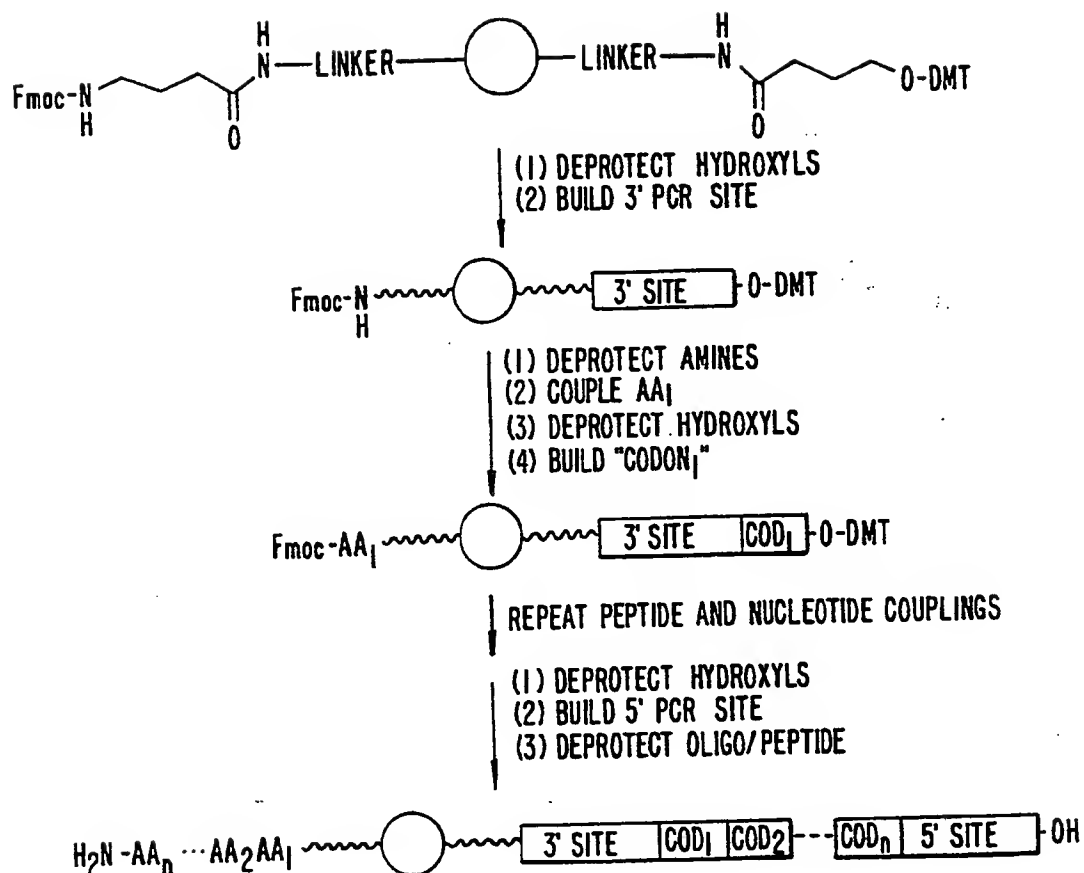 Fmoc-N
H
O
H
N—LINKER—
—LINKER—N
H
O
O-DMT
(1) DEPROTECT HYDROXYLS
(2) BUILD 3' PCR SITE
Fmoc-N
H
3' SITE
O-DMT
(1) DEPROTECT AMINES
(2) COUPLE AA1
(3) DEPROTECT HYDROXYLS
(4) BUILD "CODON1"
Fmoc-AA1
3' SITE
COD1
O-DMT
REPEAT PEPTIDE AND NUCLEOTIDE COUPLINGS
(1) DEPROTECT HYDROXYLS
(2) BUILD 5' PCR SITE
(3) DEPROTECT OLIGO/PEPTIDE
H2N-AAn ··· AA2AA1
3' SITE
COD1
COD2
---
CODn
5' SITE
-OH